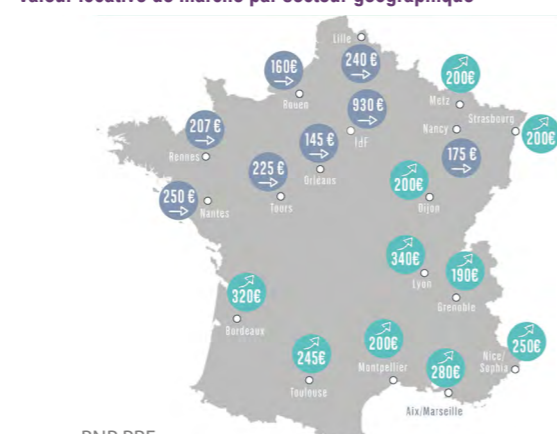 Valeur locative de marché par secteur géographique
Lille
240 €
160€
Rouen
930 €
IdF
200€
Metz
Strasbourg
200€
Nancy
175 €
207 €
Rennes
145 €
Orléans
225 €
Tours
250 €
Nantes
200€
Dijon
340€
Lyon
190€
Grenoble
320€
Bordeaux
245€
Toulouse
200€
Montpellier
280€
Aix/Marseille
Nice/
Sophia
250€
BNP PRE